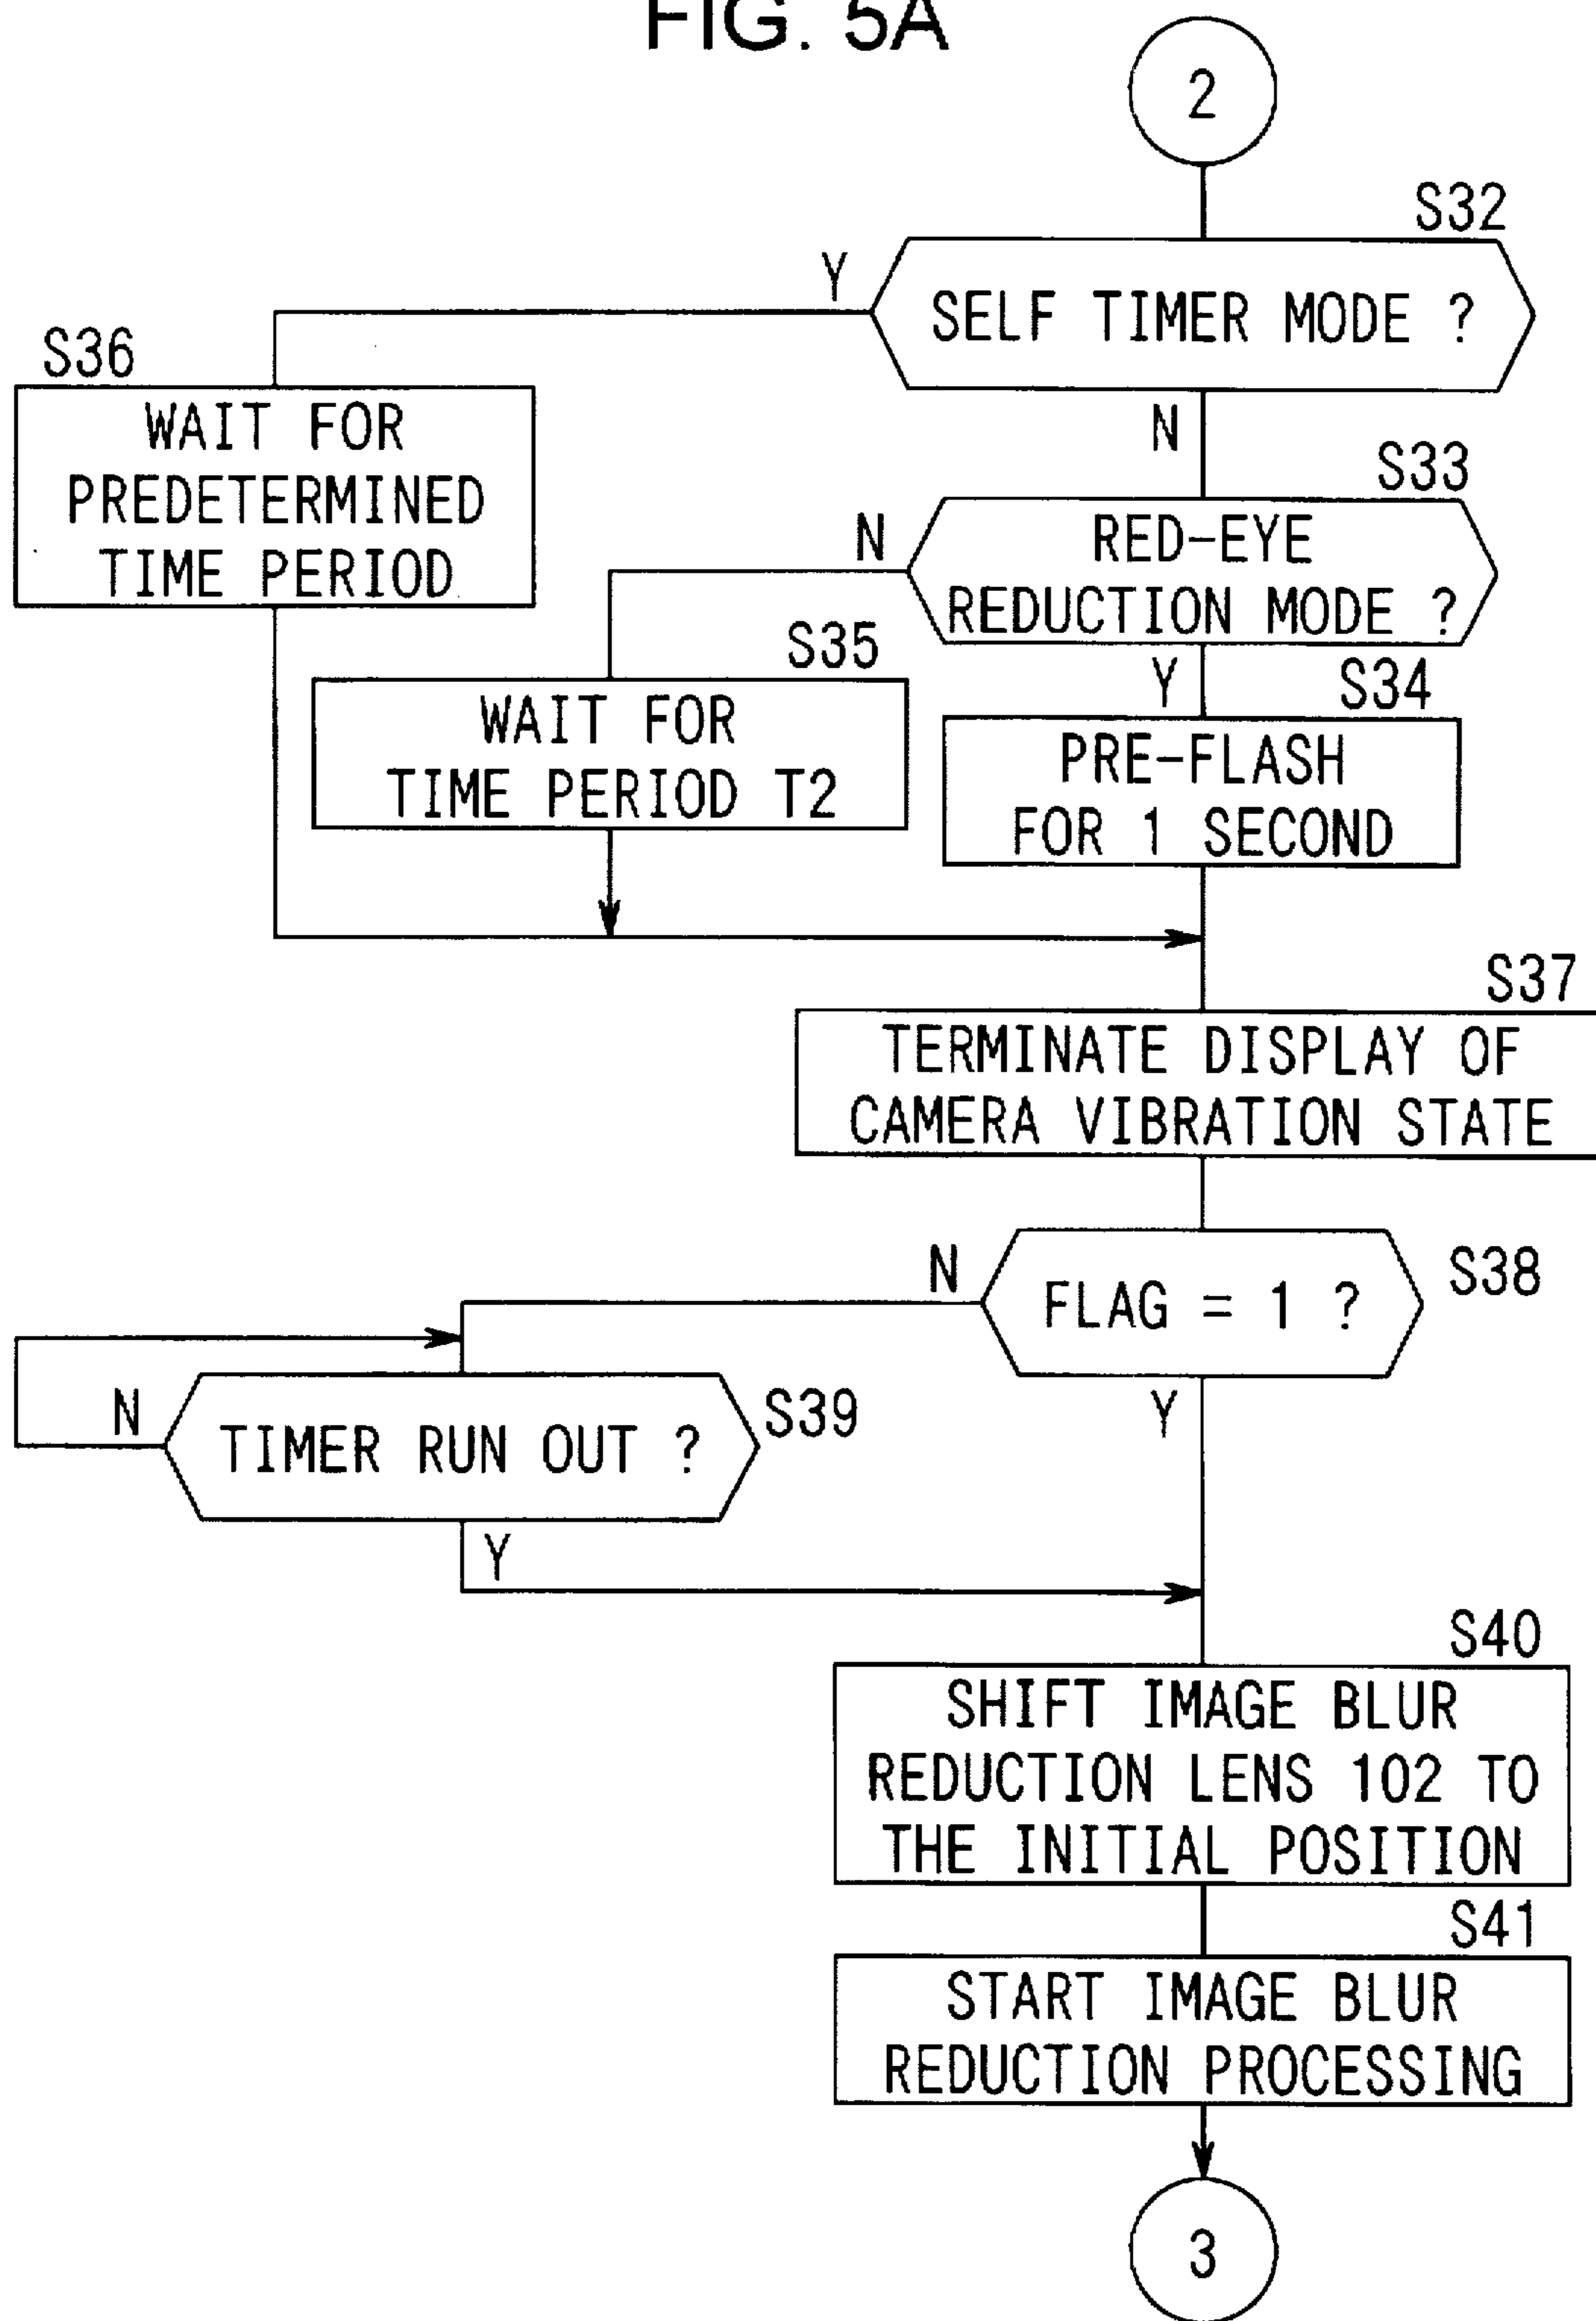 FIG. 5A
2
S32
Y
SELF TIMER MODE ?
S36
WAIT FOR
PREDETERMINED
TIME PERIOD
N
S33
N
RED-EYE
REDUCTION MODE ?
S35
WAIT FOR
TIME PERIOD T2
Y
S34
PRE-FLASH
FOR 1 SECOND
S37
TERMINATE DISPLAY OF
CAMERA VIBRATION STATE
N
FLAG = 1 ?
S38
N
TIMER RUN OUT ?
S39
Y
Y
S40
SHIFT IMAGE BLUR
REDUCTION LENS 102 TO
THE INITIAL POSITION
S41
START IMAGE BLUR
REDUCTION PROCESSING
3